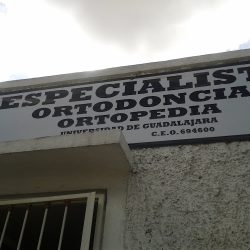 ESPECIALIST
ORTODONCIA
ORTOPEDIA
UNIVERSIDAD DE GUADALAJARA
C.E.O. 694600